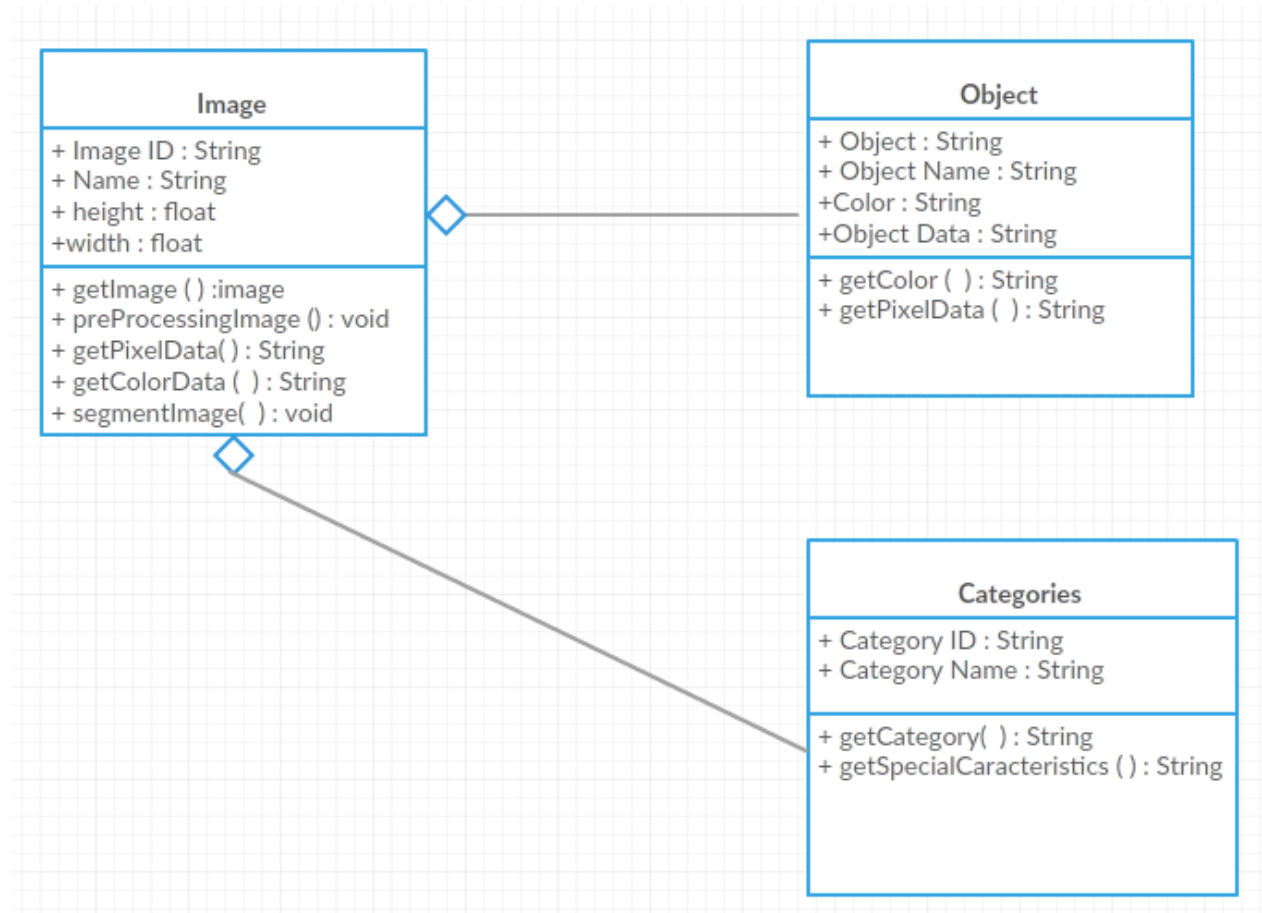 Image
+ Image ID : String
+ Name : String
+ height : float
+width : float
+ getImage ( ) :image
+ preProcessingImage () : void
+ getPixelData( ) : String
+ getColorData (  ) : String
+ segmentImage(  ) : void
Object
+ Object : String
+ Object Name : String
+Color : String
+Object Data : String
+ getColor (  ) : String
+ getPixelData (  ) : String
Categories
+ Category ID : String
+ Category Name : String
+ getCategory(  ) : String
+ getSpecialCaracteristics ( ) : String